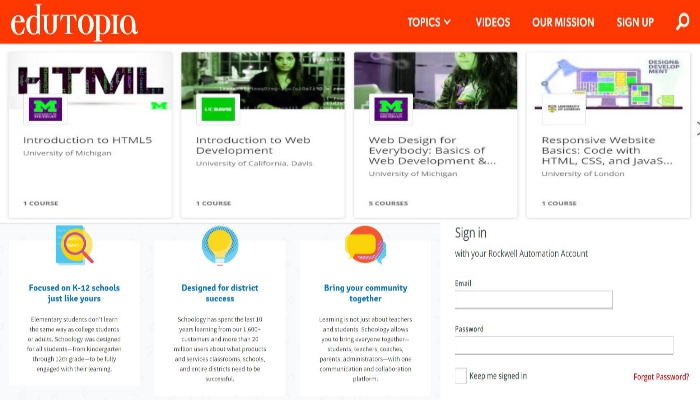 edutopia
TOPICS VIDEOS OUR MISSION SIGN UP
HTML
DESIGN&
DEVELOP
MENT
Introduction to HTML5
University of Michigan
1 COURSE
Introduction to Web
Development
University of California, Davis
1 COURSE
Web Design for
Everybody: Basics of
Web Development &...
University of Michigan
5 COURSES
Responsive Website
Basics: Code with
HTML, CSS, and JavaS...
University of London
1 COURSE
Focused on K-12 schools
just like yours
Elementary students don't learn
the same way as college students
or adults. Schoology was designed
for all students—from kindergarten
through 12th grade—to be fully
engaged with their learning.
Designed for district
success
Schoology has spent the last 10
years learning from our 1,600+
customers and more than 20
million users about what products
and services classrooms, schools,
and entire districts need to be
successful.
Bring your community
together
Learning is not just about teachers
and students. Schoology allows
you to bring everyone together—
students, teachers, coaches,
parents, administrators—with one
communication and collaboration
platform.
Sign in
with your Rockwell Automation Account
Email
Password
Keep me signed in
Forgot Password?